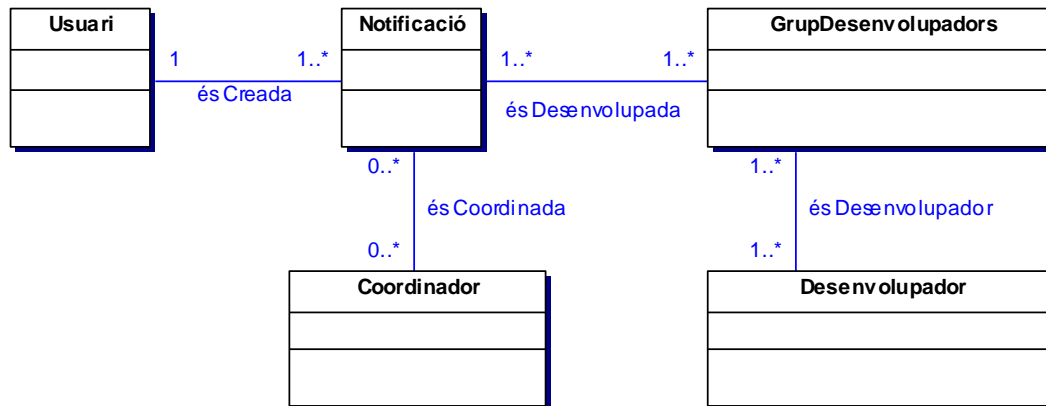 Usuari
Notificació
GrupDesenvolupadors
1
1..*
1..*
1..*
és Creada
és Desenvolupada
0..*
1..*
és Coordinada
és Desenvolupador
0..*
1..*
Coordinador
Desenvolupador